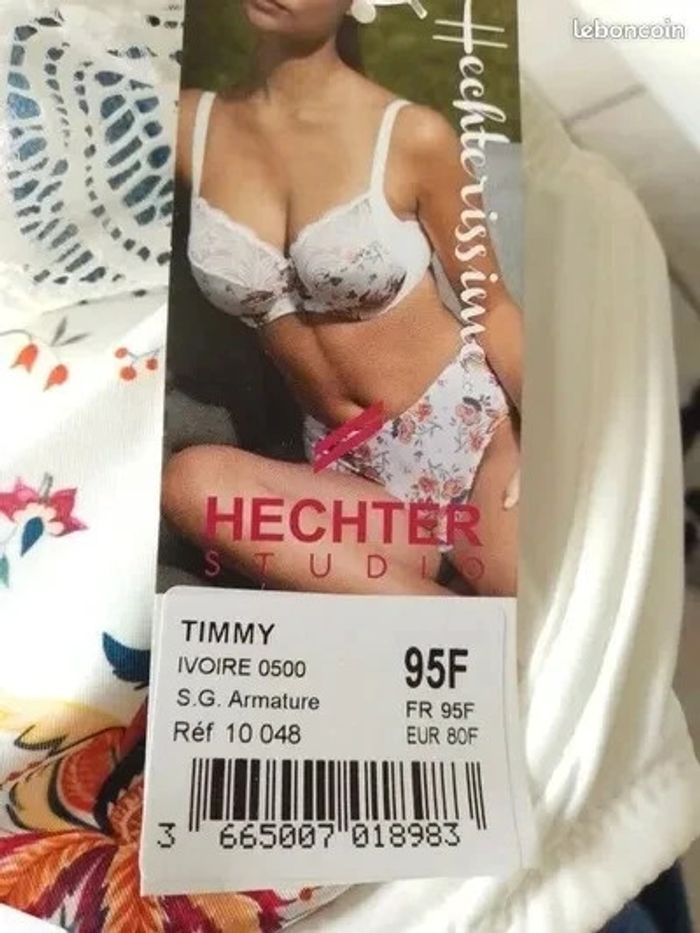 leboncoin
Hechterissime
HECHTER
STUDIO
TIMMY
IVOIRE 0500
S.G. Armature
Réf 10 048
95F
FR 95F
EUR 80F
3 665007 018983